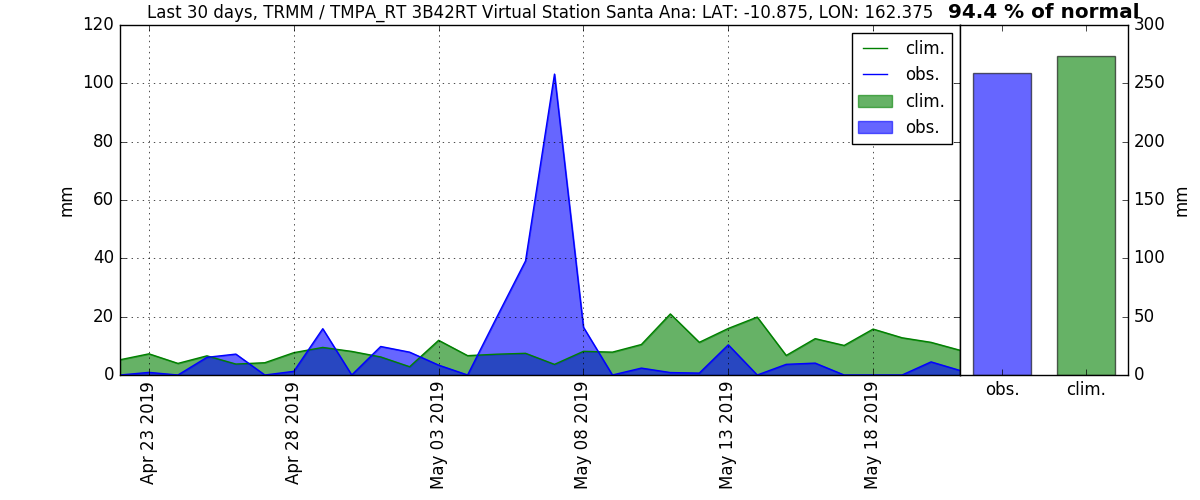 Last 30 days, TRMM / TMPA_RT 3B42RT Virtual Station Santa Ana: LAT: -10.875, LON: 162.375
94.4 % of normal
120
100
80
60
40
20
0
mm
clim.
obs.
clim.
obs.
Apr 23 2019
Apr 28 2019
May 03 2019
May 08 2019
May 13 2019
May 18 2019
300
250
200
150
100
50
0
mm
obs.
clim.